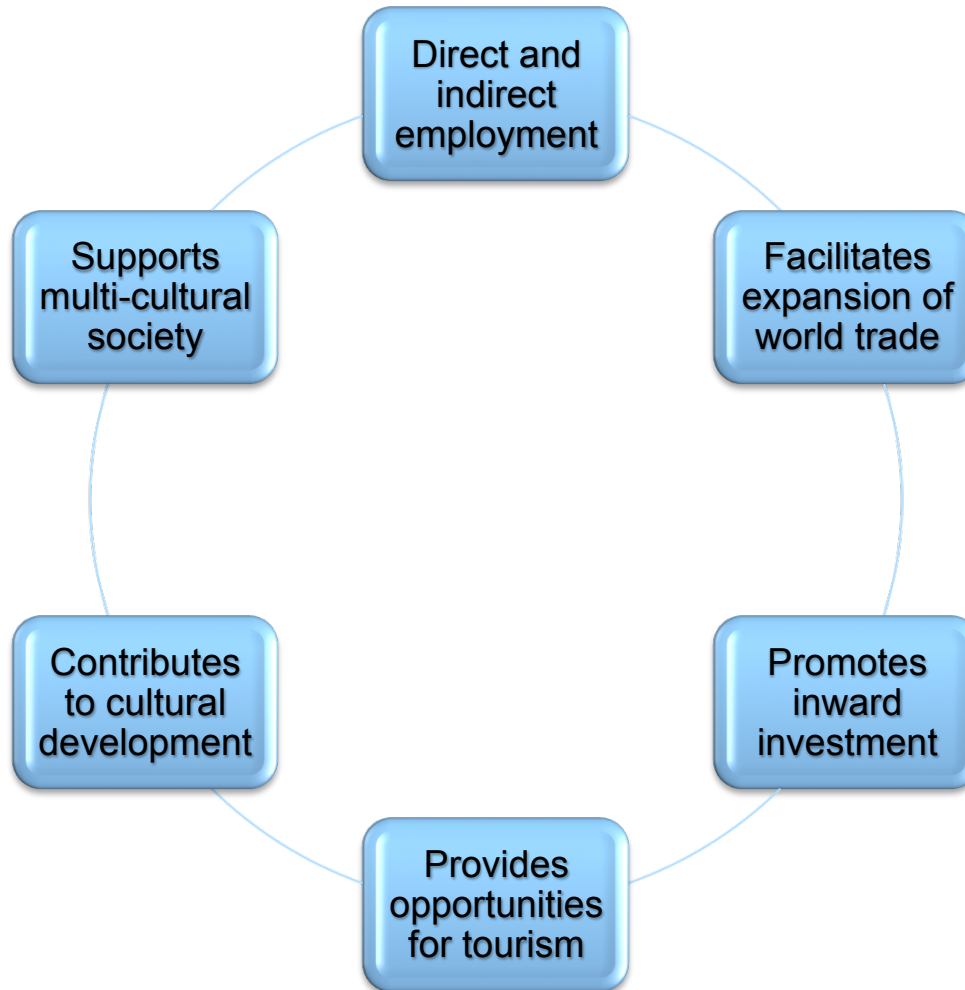 Direct and
indirect
employment
Facilitates
expansion of
world trade
Promotes
inward
investment
Provides
opportunities
for tourism
Contributes
to cultural
development
Supports
multi-cultural
society